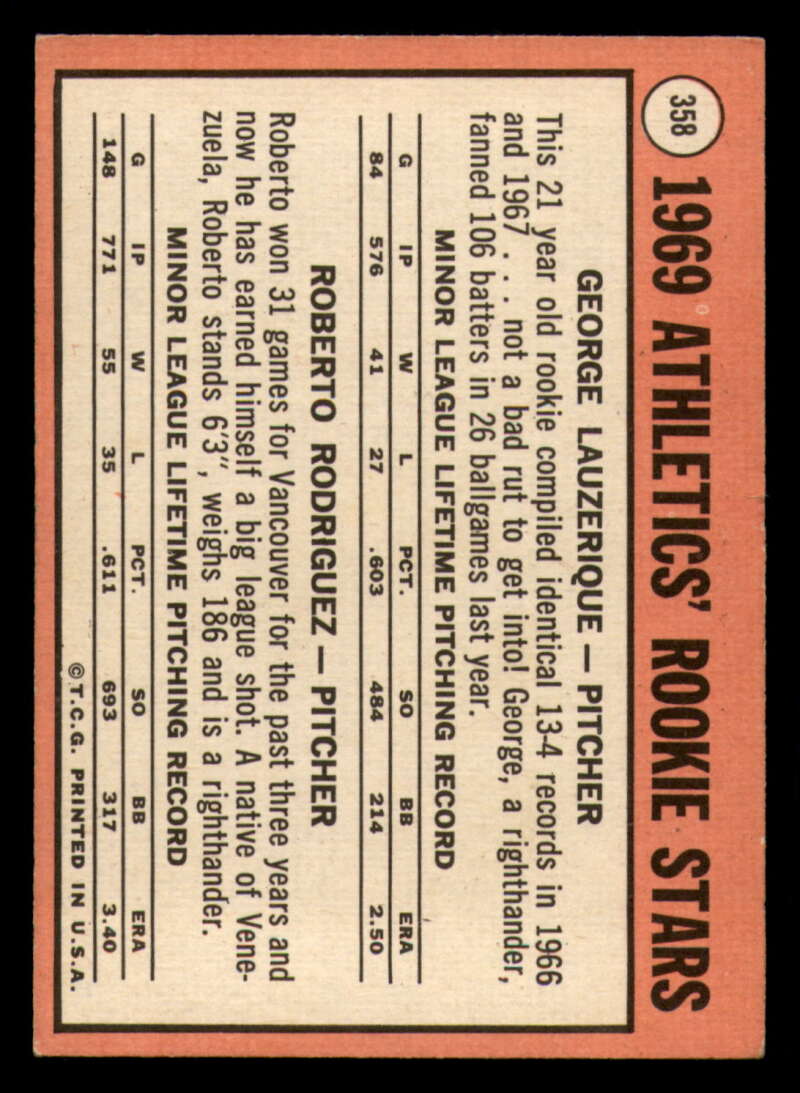 358
1969 ATHLETICS' ROOKIE STARS
GEORGE LAUZERIQUE — PITCHER
This 21 year old rookie compiled identical 13-4 records in 1966
and 1967 . . . not a bad rut to get into! George, a righthander,
fanned 106 batters in 26 ballgames last year.
MINOR LEAGUE LIFETIME PITCHING RECORD
G IP W L PCT. SO BB ERA
84 576 41 27 .603 484 214 2.50
ROBERTO RODRIGUEZ — PITCHER
Roberto won 31 games for Vancouver for the past three years and
now he has earned himself a big league shot. A native of Vene-
zuela, Roberto stands 6'3", weighs 186 and is a righthander.
MINOR LEAGUE LIFETIME PITCHING RECORD
G IP W L PCT. SO BB ERA
148 771 55 35 .611 693 317 3.40
© T.C.G. PRINTED IN U.S.A.